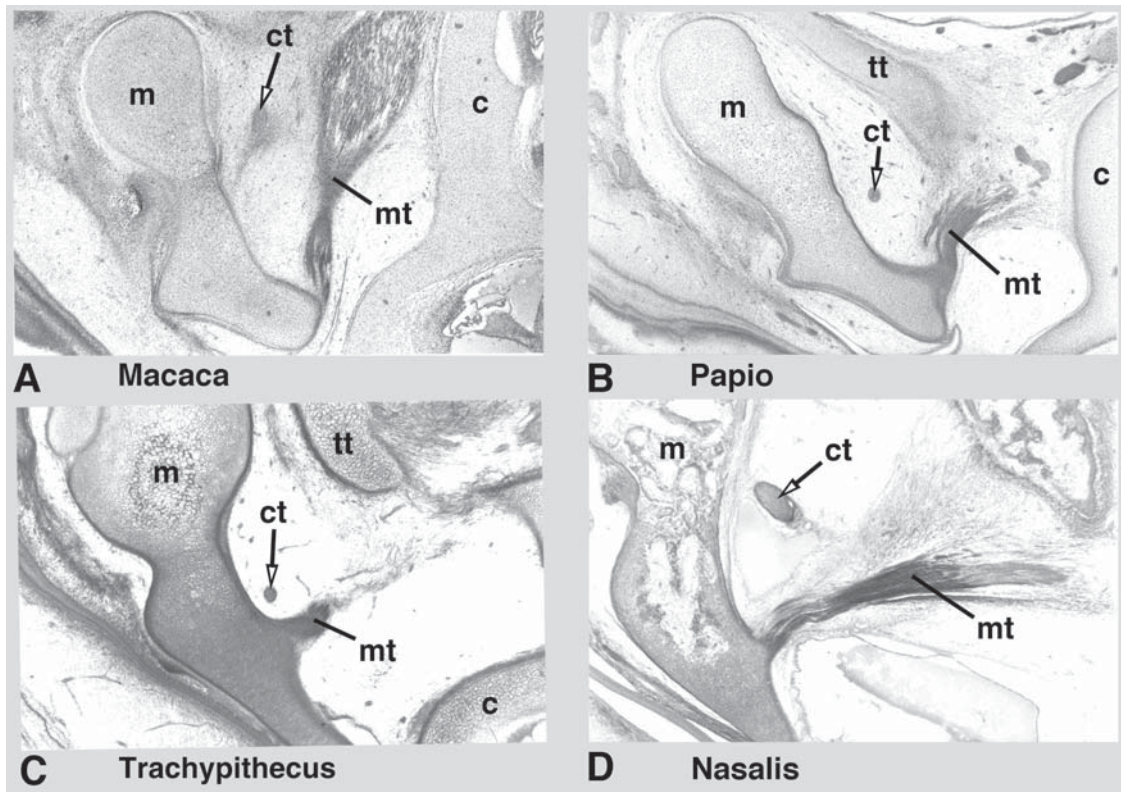 ct
m
c
mt
A Macaca
tt
m
ct
c
mt
B Papio
tt
m
ct
mt
c
C Trachypithecus
m
ct
mt
D Nasalis